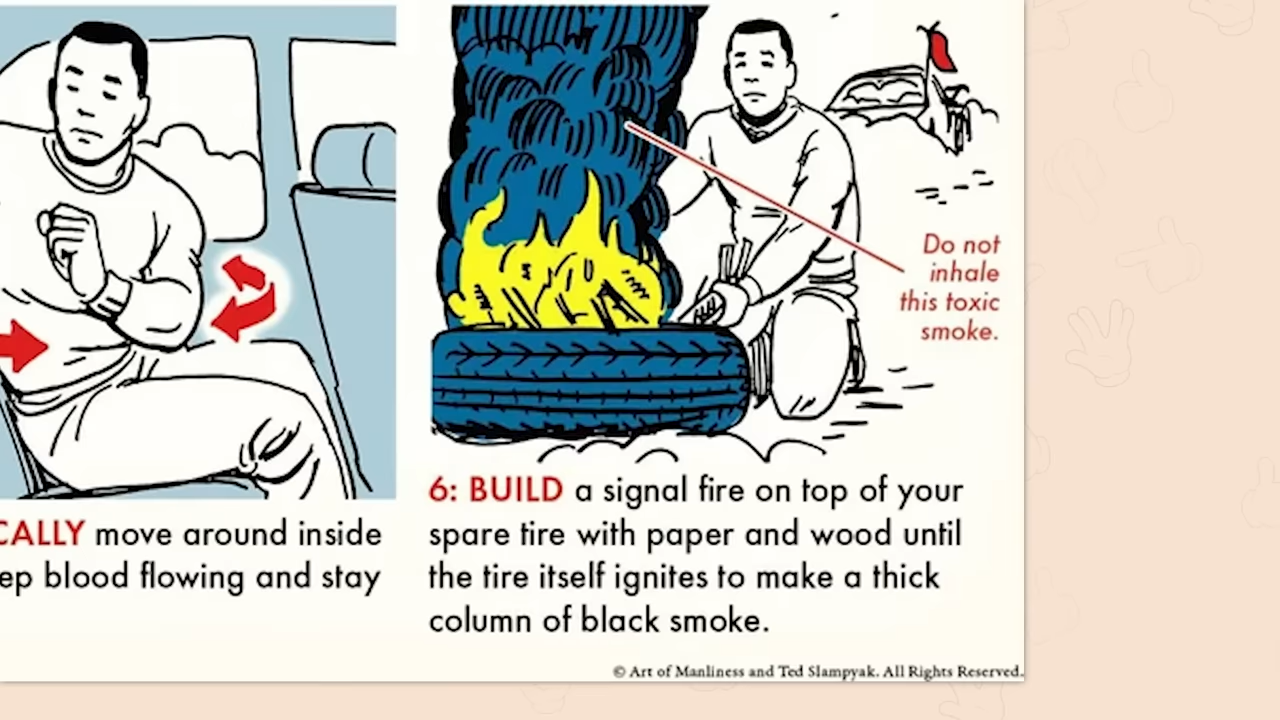 Do not
inhale
this toxic
smoke.
CALLY move around inside
ep blood flowing and stay
6: BUILD a signal fire on top of your
spare tire with paper and wood until
the tire itself ignites to make a thick
column of black smoke.
© Art of Manliness and Ted Slampyak. All Rights Reserved.